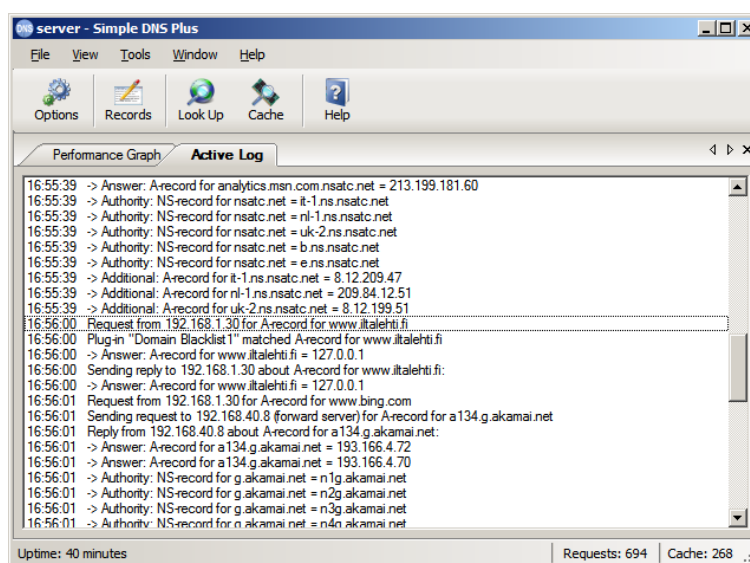 DNS server - Simple DNS Plus
File View Tools Window Help
Options Records Look Up Cache Help
Performance Graph Active Log
16:55:39 -> Answer: A-record for analytics.msn.com.nsatc.net = 213.199.181.60
16:55:39 -> Authority: NS-record for nsatc.net = it-1.ns.nsatc.net
16:55:39 -> Authority: NS-record for nsatc.net = nl-1.ns.nsatc.net
16:55:39 -> Authority: NS-record for nsatc.net = uk-2.ns.nsatc.net
16:55:39 -> Authority: NS-record for nsatc.net = b.ns.nsatc.net
16:55:39 -> Authority: NS-record for nsatc.net = e.ns.nsatc.net
16:55:39 -> Additional: A-record for it-1.ns.nsatc.net = 8.12.209.47
16:55:39 -> Additional: A-record for nl-1.ns.nsatc.net = 209.84.12.51
16:55:39 -> Additional: A-record for uk-2.ns.nsatc.net = 8.12.199.51
16:56:00 Request from 192.168.1.30 for A-record for www.iltalehti.fi
16:56:00 Plug-in "Domain Blacklist1" matched A-record for www.iltalehti.fi
16:56:00 -> Answer: A-record for www.iltalehti.fi = 127.0.0.1
16:56:00 Sending reply to 192.168.1.30 about A-record for www.iltalehti.fi:
16:56:00 -> Answer: A-record for www.iltalehti.fi = 127.0.0.1
16:56:01 Request from 192.168.1.30 for A-record for www.bing.com
16:56:01 Sending request to 192.168.40.8 (forward server) for A-record for a134.g.akamai.net
16:56:01 Reply from 192.168.40.8 about A-record for a134.g.akamai.net:
16:56:01 -> Answer: A-record for a134.g.akamai.net = 193.166.4.72
16:56:01 -> Answer: A-record for a134.g.akamai.net = 193.166.4.70
16:56:01 -> Authority: NS-record for g.akamai.net = n1g.akamai.net
16:56:01 -> Authority: NS-record for g.akamai.net = n2g.akamai.net
16:56:01 -> Authority: NS-record for g.akamai.net = n3g.akamai.net
16:56:01 -> Authority: NS-record for g.akamai.net = n4g.akamai.net
Uptime: 40 minutes Requests: 694 Cache: 268